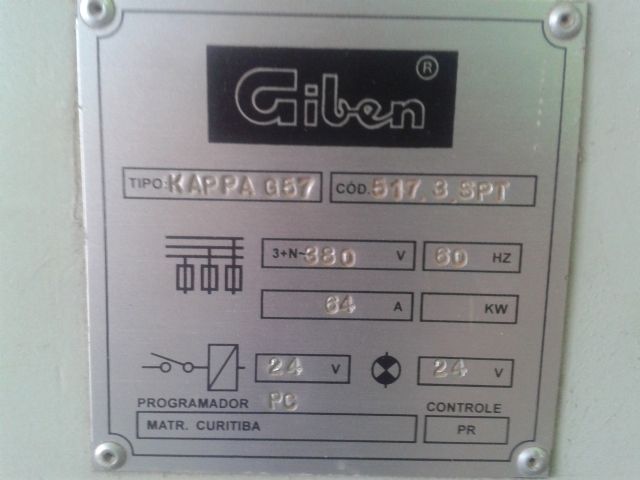 Giben ®
TIPO: KAPPA G57 CÓD. 517.3 SPT
3+N~ 380 V 60 HZ
64 A KW
24 V 24 V
PROGRAMADOR PC CONTROLE
MATR. CURITIBA PR